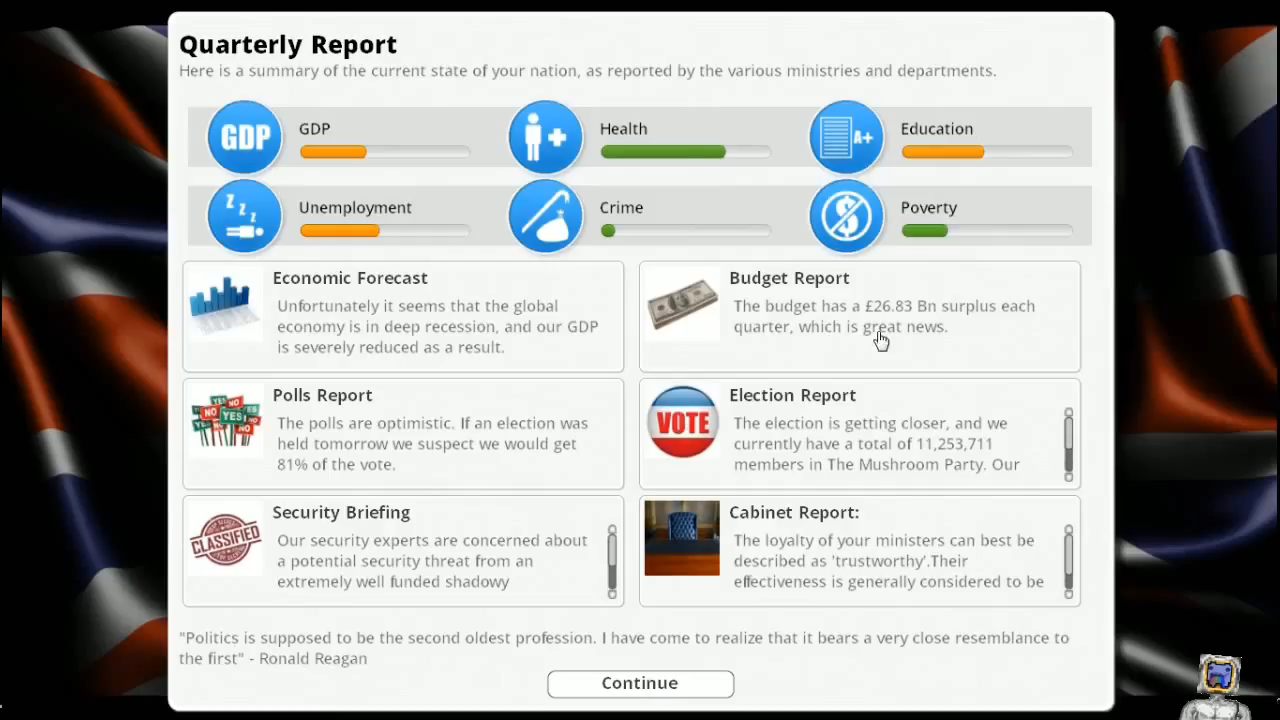 Quarterly Report
Here is a summary of the current state of your nation, as reported by the various ministries and departments.
GDP
GDP
Health
A+
Education
Z Z Z
Unemployment
Crime
$
Poverty
Economic Forecast
Unfortunately it seems that the global
economy is in deep recession, and our GDP
is severely reduced as a result.
Budget Report
The budget has a £26.83 Bn surplus each
quarter, which is great news.
YES NO
NO YES NO
YES
NO
Polls Report
The polls are optimistic. If an election was
held tomorrow we suspect we would get
81% of the vote.
VOTE
Election Report
The election is getting closer, and we
currently have a total of 11,253,711
members in The Mushroom Party. Our
CLASSIFIED
Security Briefing
Our security experts are concerned about
a potential security threat from an
extremely well funded shadowy
Cabinet Report:
The loyalty of your ministers can best be
described as 'trustworthy'.Their
effectiveness is generally considered to be
"Politics is supposed to be the second oldest profession. I have come to realize that it bears a very close resemblance to
the first" - Ronald Reagan
Continue